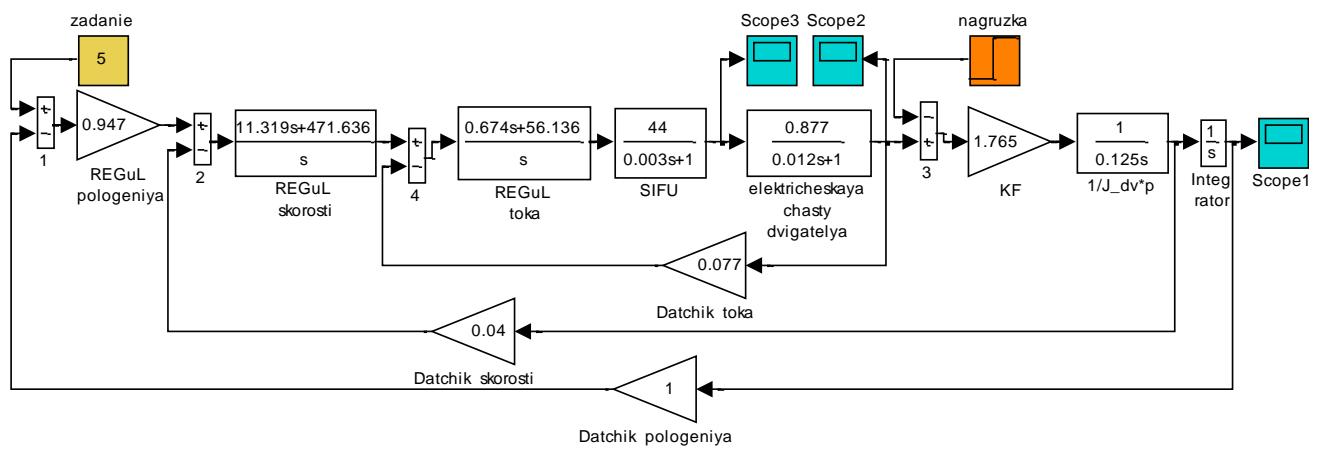 zadanie
Scope3
Scope2
nagruzka
5
+
−
1
0.947
REGuL
pologeniya
+
−
2
11.319s+471.636
s
REGuL
skorosti
+
−
4
0.674s+56.136
s
REGuL
toka
44
0.003s+1
SIFU
0.877
0.012s+1
elektricheskaya
chasty
dvigatelya
−
+
3
1.765
KF
1
0.125s
1/J_dv*p
1
s
Integ
rator
Scope1
0.077
Datchik toka
0.04
Datchik skorosti
1
Datchik pologeniya